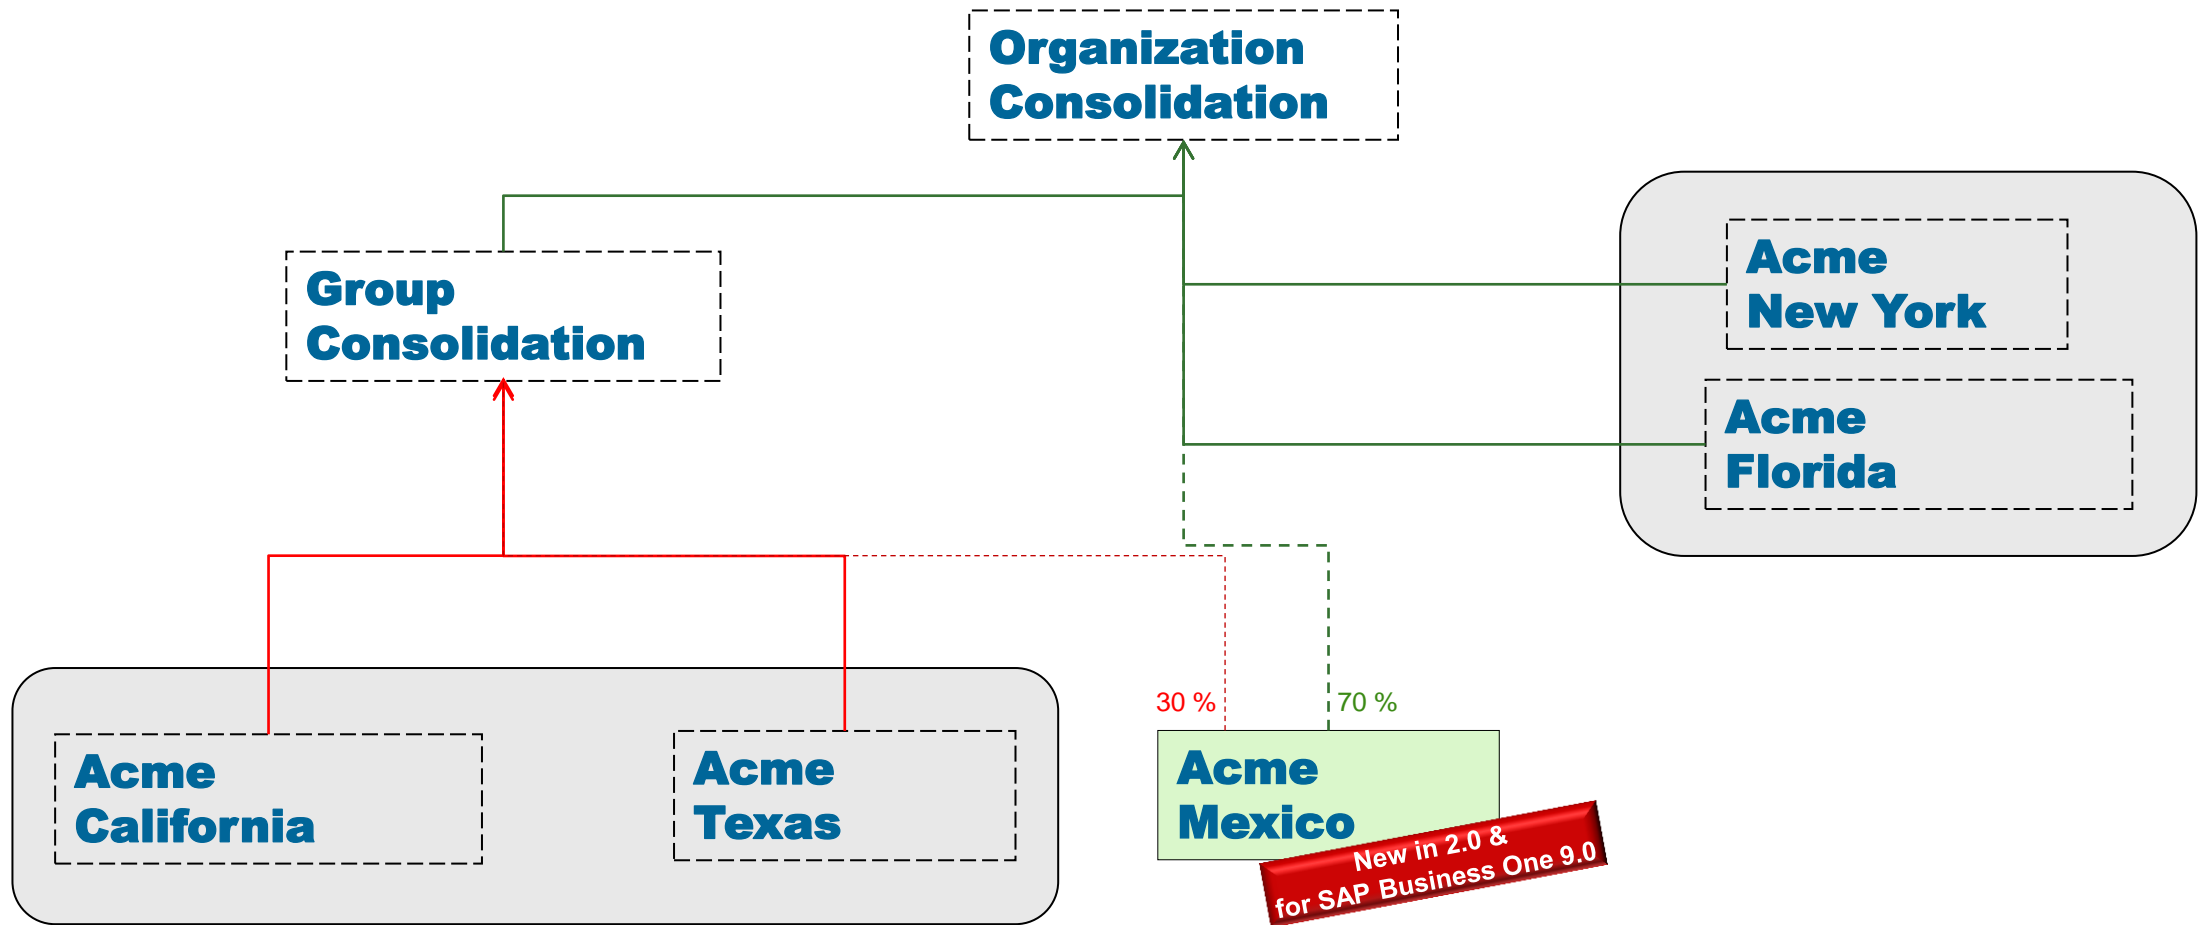 Organization
Consolidation
Group
Consolidation
Acme
New York
Acme
Florida
30 %
70 %
Acme
California
Acme
Texas
Acme
Mexico
New in 2.0 &
for SAP Business One 9.0